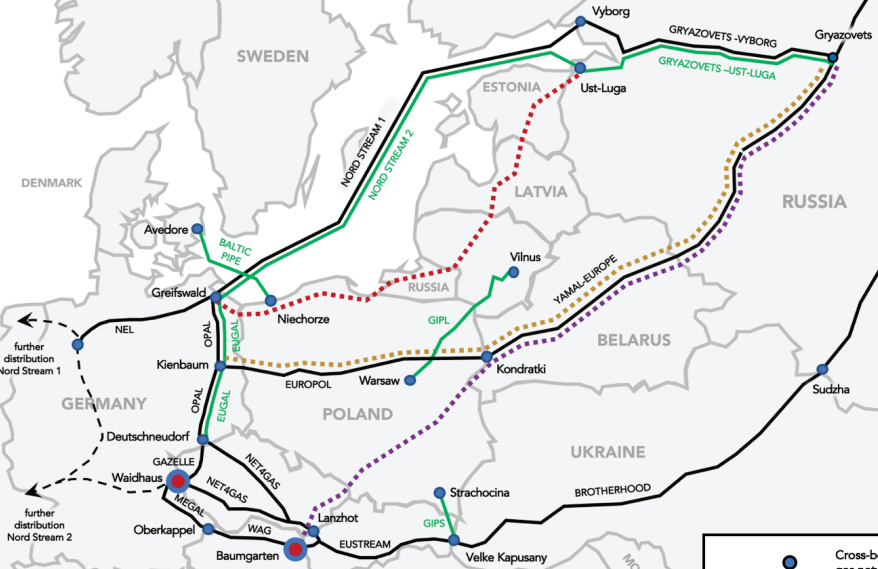 Vyborg
GRYAZOVETS -VYBORG
Gryazovets
SWEDEN
GRYAZOVETS –UST-LUGA
ESTONIA
Ust-Luga
NORD STREAM 1
NORD STREAM 2
DENMARK
LATVIA
RUSSIA
Avedore
BALTIC
PIPE
Vilnus
YAMAL-EUROPE
RUSSIA
Greifswald
Niechorze
NEL
OPAL
EUGAL
GIPL
BELARUS
further
distribution
Nord Stream 1
Kienbaum
EUROPOL
Warsaw
Kondratki
Sudzha
GERMANY
OPAL
EUGAL
POLAND
Deutschneudorf
UKRAINE
GAZELLE
NET4GAS
Waidhaus
NET4GAS
Strachocina
BROTHERHOOD
MEGAL
further
distribution
Nord Stream 2
Oberkappel
WAG
Lanzhot
GIPS
Baumgarten
EUSTREAM
Velke Kapusany